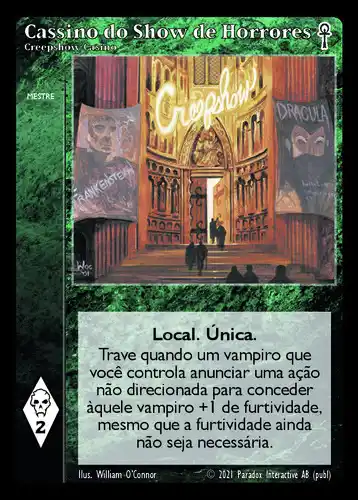 Cassino do Show de Horrores
Creepshow Casino
MESTRE
Creepshow
FRANKENSTEIN
DRACULA
Local. Única.
Trave quando um vampiro que
você controla anunciar uma ação
não direcionada para conceder
àquele vampiro +1 de furtividade,
mesmo que a furtividade ainda
não seja necessária.
2
Ilus. William O'Connor
© 2021 Paradox Interactive AB (publ)